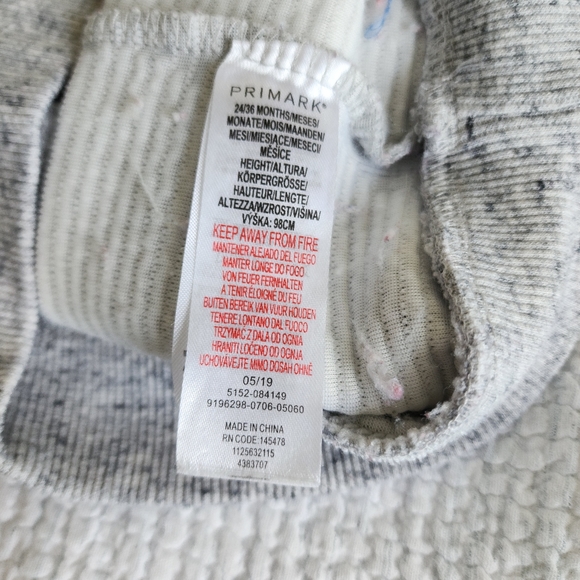 PRIMARK®
24/36 MONTHS/MESES/
MONATE/MOIS/MAANDEN/
MESI/MIESIĄCE/MESECI/
MĚSÍCE
HEIGHT/ALTURA/
KÖRPERGRÖSSE/
HAUTEUR/LENGTE/
ALTEZZA/WZROST/VIŠINA/
VÝŠKA: 98CM
KEEP AWAY FROM FIRE
MANTENER ALEJADO DEL FUEGO
MANTER LONGE DO FOGO
VON FEUER FERNHALTEN
A TENIR ÉLOIGNÉ DU FEU
BUITEN BEREIK VAN VUUR HOUDEN
TENERE LONTANO DAL FUOCO
TRZYMAĆ Z DALA OD OGNIA
HRANITI LOČENO OD OGNJA
UCHOVÁVEJTE MIMO DOSAH OHNĚ
05/19
5152-084149
9196298-0706-05060
MADE IN CHINA
RN CODE: 145478
1125632115
4383707